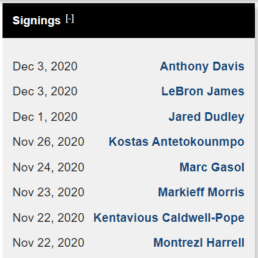 Signings [-]
Dec 3, 2020 Anthony Davis
Dec 3, 2020 LeBron James
Dec 1, 2020 Jared Dudley
Nov 26, 2020 Kostas Antetokounmpo
Nov 24, 2020 Marc Gasol
Nov 23, 2020 Markieff Morris
Nov 22, 2020 Kentavious Caldwell-Pope
Nov 22, 2020 Montrezl Harrell